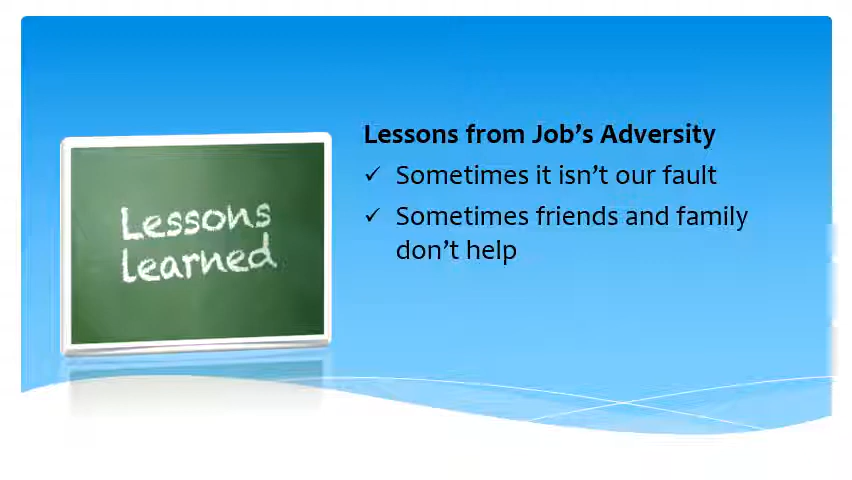 Lessons from Job’s Adversity
✓ Sometimes it isn’t our fault
✓ Sometimes friends and family
don’t help
Lessons
learned